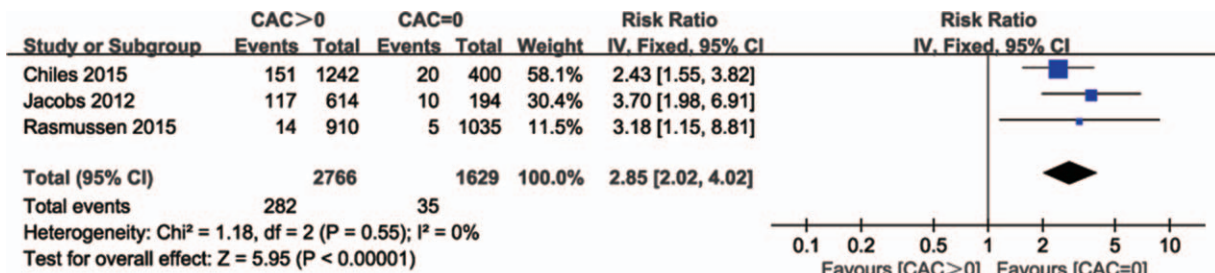 CAC>0 CAC=0 Risk Ratio Risk Ratio
Study or Subgroup Events Total Events Total Weight IV, Fixed, 95% CI IV, Fixed, 95% CI
Chiles 2015 151 1242 20 400 58.1% 2.43 [1.55, 3.82]
Jacobs 2012 117 614 10 194 30.4% 3.70 [1.98, 6.91]
Rasmussen 2015 14 910 5 1035 11.5% 3.18 [1.15, 8.81]
Total (95% CI) 2766 1629 100.0% 2.85 [2.02, 4.02]
Total events 282 35
Heterogeneity: Chi² = 1.18, df = 2 (P = 0.55); I² = 0%
Test for overall effect: Z = 5.95 (P < 0.00001)
0.1 0.2 0.5 1 2 5 10
Favours [CAC>0] Favours [CAC=0]